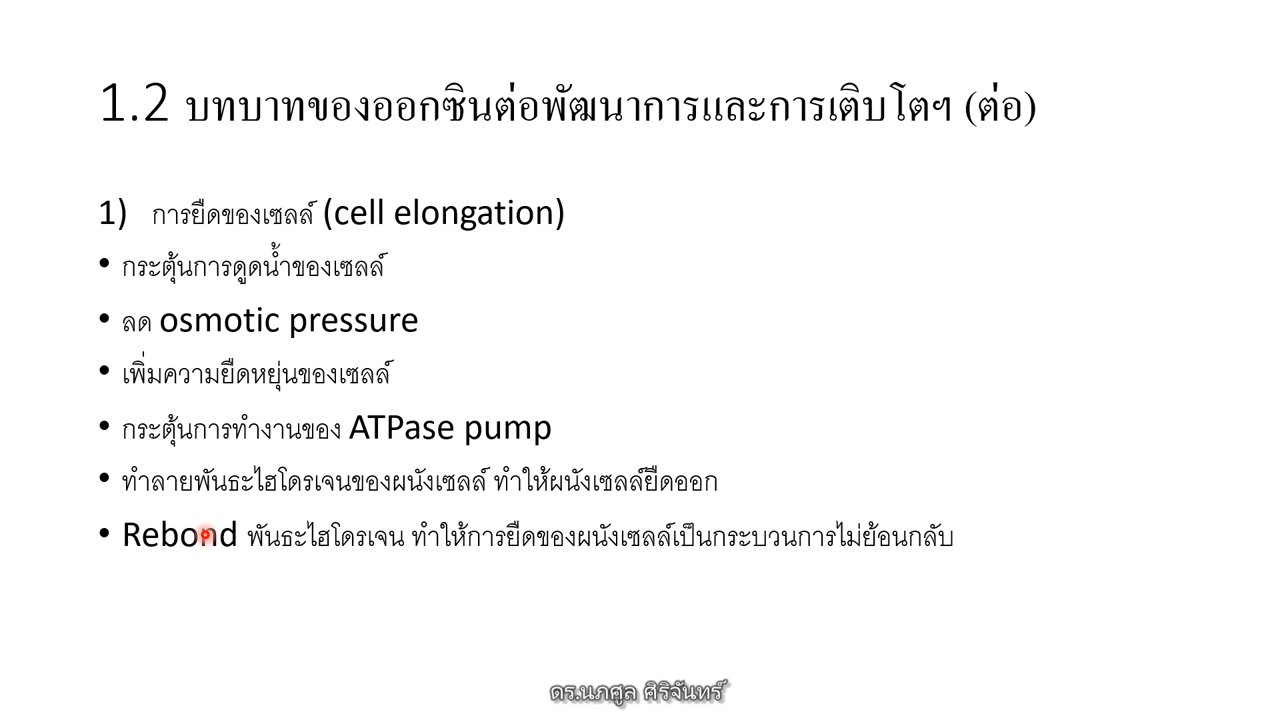 1.2 บทบาทของออกซินต่อพัฒนาการและการเติบโตฯ (ต่อ)
1) การยืดของเซลล์ (cell elongation)
• กระตุ้นการดูดน้ำของเซลล์
• ลด osmotic pressure
• เพิ่มความยืดหยุ่นของเซลล์
• กระตุ้นการทำงานของ ATPase pump
• ทำลายพันธะไฮโดรเจนของผนังเซลล์ ทำให้ผนังเซลล์ยืดออก
• Rebond พันธะไฮโดรเจน ทำให้การยืดของผนังเซลล์เป็นกระบวนการไม่ย้อนกลับ
ดร.นภศูล ศิริจันทร์